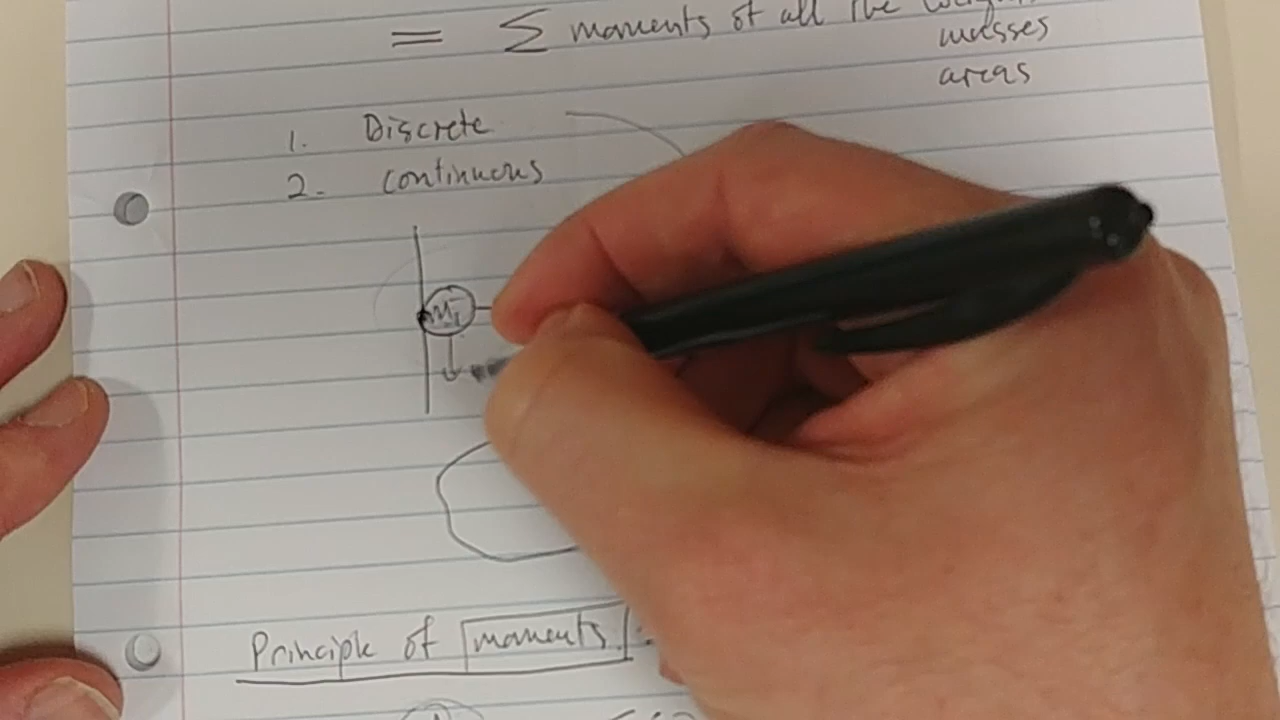 = Σ moments of all the
masses
areas
1. Discrete
2. Continuous
M1
Principle of moments :